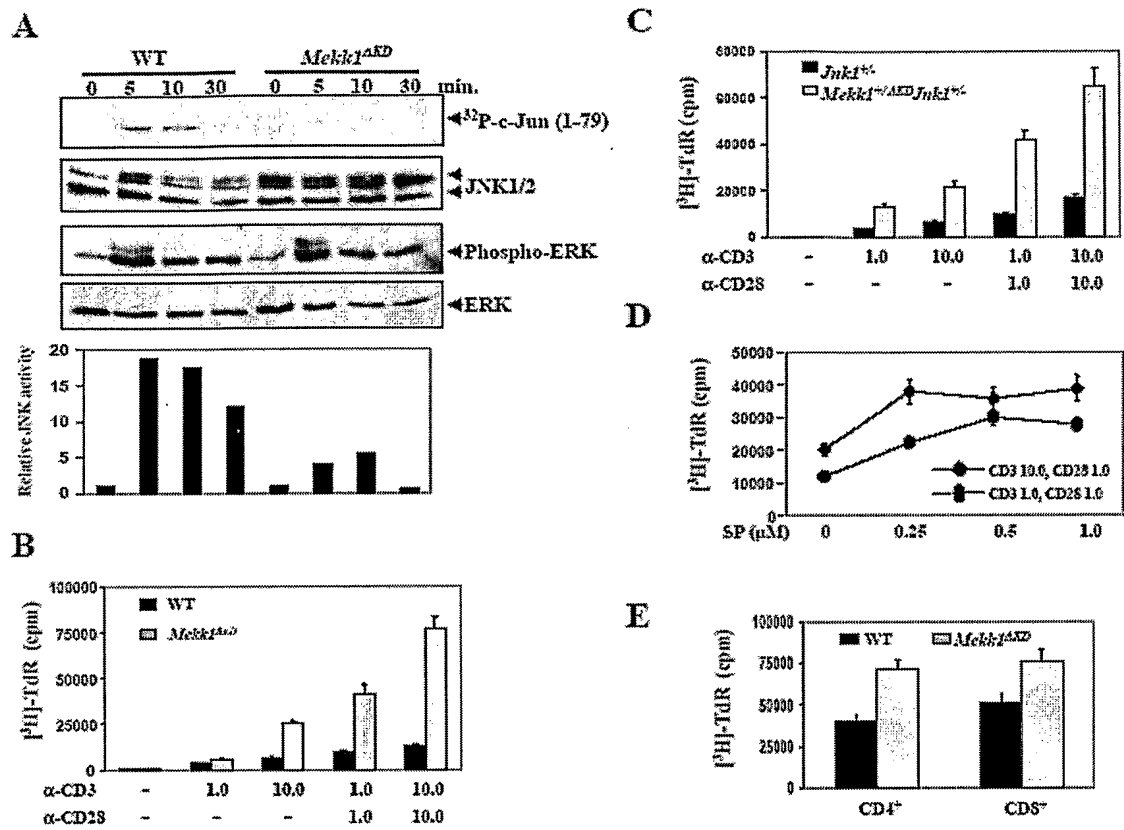 A
WT Mekk1ΔKD
0 5 10 30 0 5 10 30 min.
32P-c-Jun (1-79)
JNK1/2
Phospho-ERK
ERK
Relative JNK activity
20
15
10
5
0
B
[3H]-TdR (cpm)
100000
75000
50000
25000
0
WT
Mekk1ΔKD
α-CD3 – 1.0 10.0 1.0 10.0
α-CD28 – – – 1.0 10.0
C
[3H]-TdR (cpm)
80000
60000
40000
20000
0
Jnk1+/-
Mekk1+/ΔKDJnk1+/-
α-CD3 – 1.0 10.0 1.0 10.0
α-CD28 – – – 1.0 10.0
D
[3H]-TdR (cpm)
50000
40000
30000
20000
10000
0
CD3 10.0, CD28 1.0
CD3 1.0, CD28 1.0
SP (μM) 0 0.25 0.5 1.0
E
[3H]-TdR (cpm)
100000
75000
50000
25000
0
WT Mekk1ΔKD
CD4+ CD8+